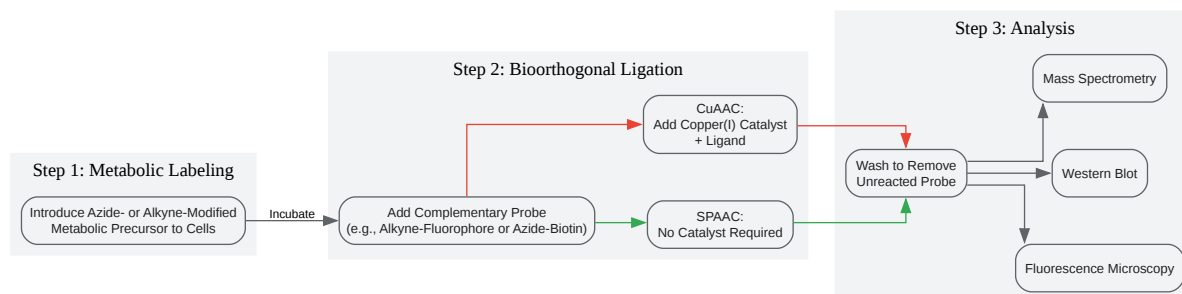 Step 1: Metabolic Labeling
Introduce Azide- or Alkyne-Modified
Metabolic Precursor to Cells
Incubate
Step 2: Bioorthogonal Ligation
Add Complementary Probe
(e.g., Alkyne-Fluorophore or Azide-Biotin)
CuAAC:
Add Copper(I) Catalyst
+ Ligand
SPAAC:
No Catalyst Required
Step 3: Analysis
Wash to Remove
Unreacted Probe
Mass Spectrometry
Western Blot
Fluorescence Microscopy